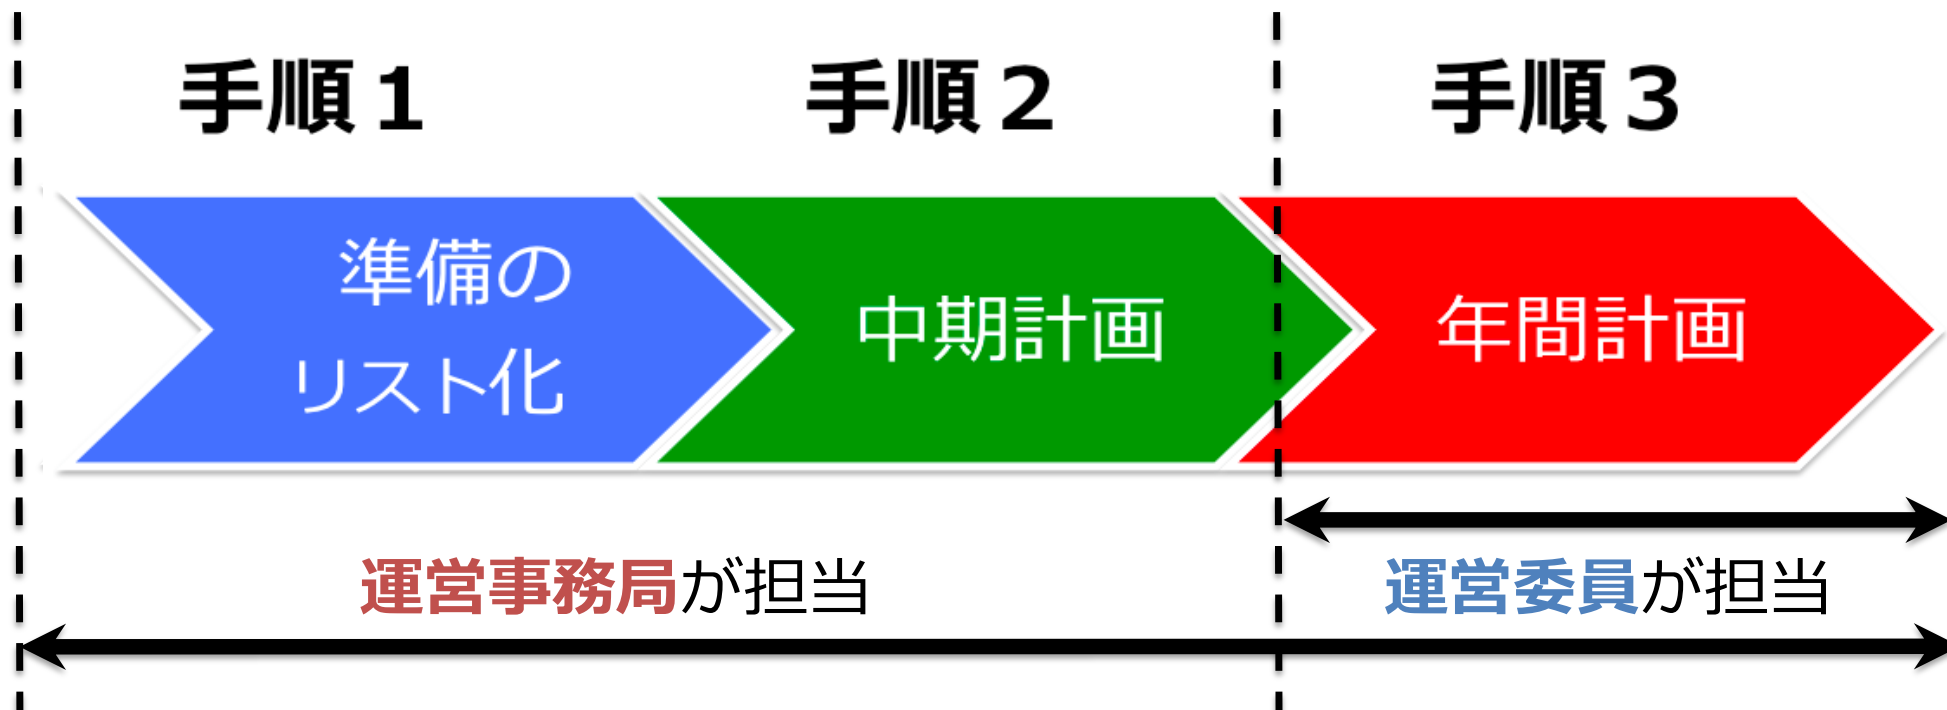 手順１
手順２
手順３
準備の
リスト化
中期計画
年間計画
運営事務局が担当
運営委員が担当